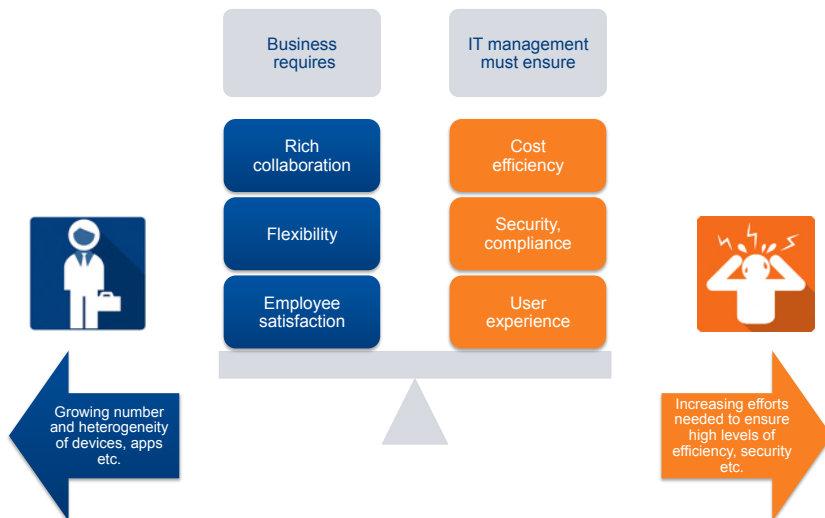 Business
requires
IT management
must ensure
Rich
collaboration
Cost
efficiency
Flexibility
Security,
compliance
Employee
satisfaction
User
experience
Growing number
and heterogeneity
of devices, apps
etc.
Increasing efforts
needed to ensure
high levels of
efficiency, security
etc.